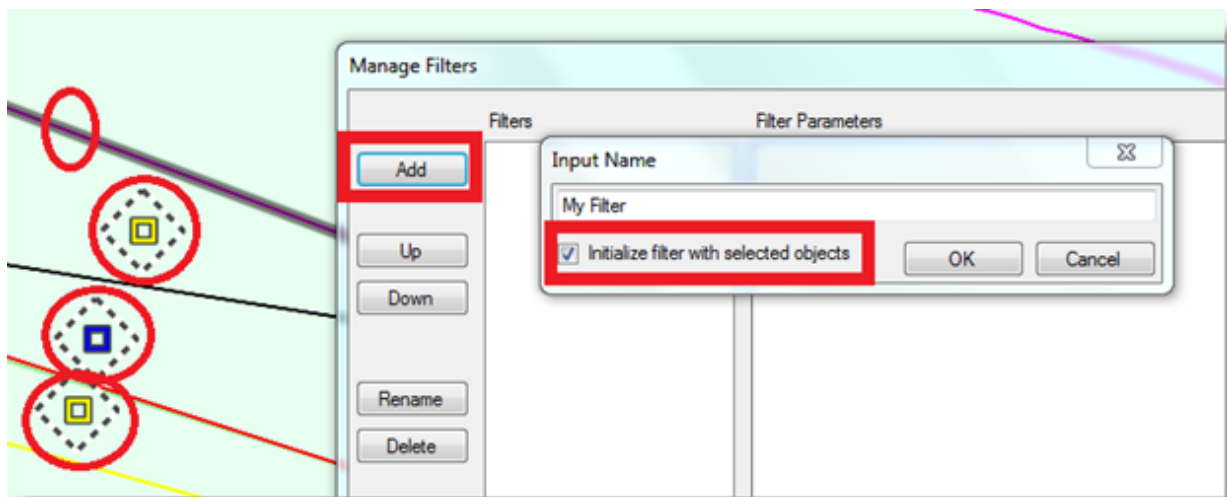 Manage Filters
Filters
Filter Parameters
Add
Input Name
My Filter
Initialize filter with selected objects
OK
Cancel
Up
Down
Rename
Delete